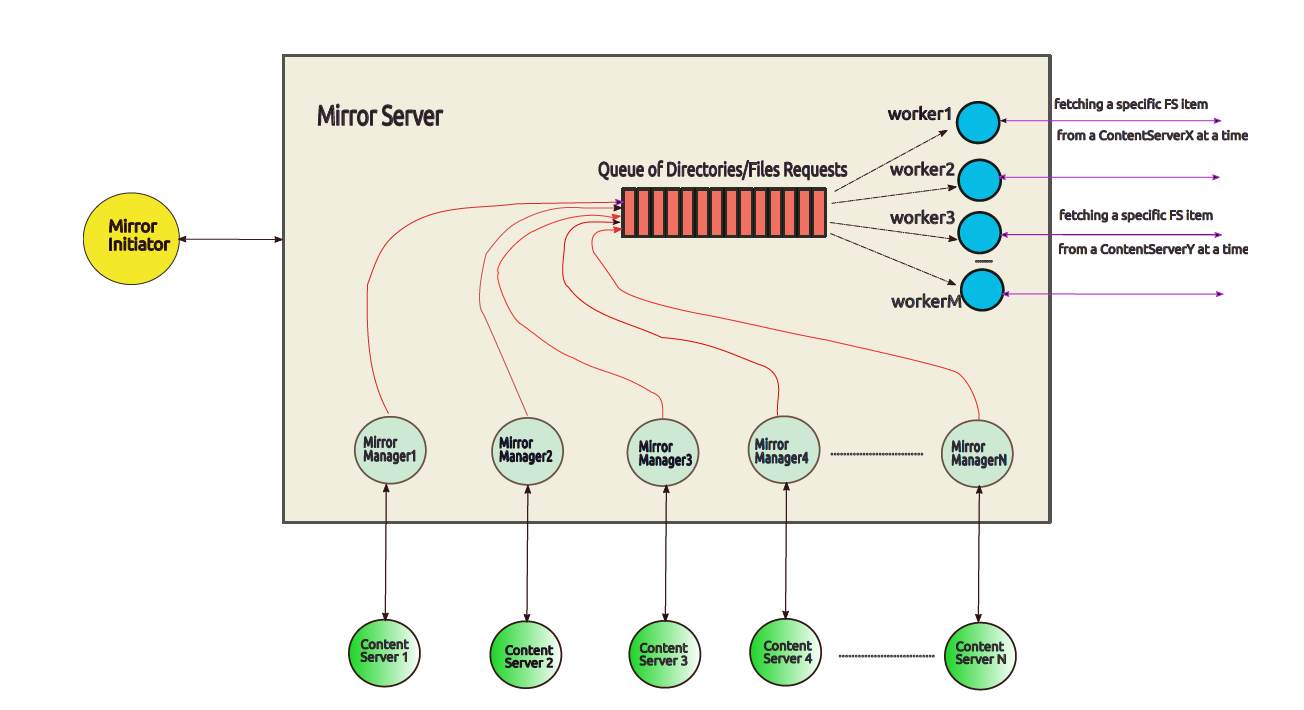 Mirror Server
fetching a specific FS item
worker1
from a ContentServerX at a time
Queue of Directories/Files Requests
worker2
Mirror
Initiator
worker3
fetching a specific FS item
from a ContentServerY at a time
workerM
Mirror
Manager1
Mirror
Manager2
Mirror
Manager3
Mirror
Manager4
Mirror
ManagerN
Content
Server 1
Content
Server 2
Content
Server 3
Content
Server 4
Content
Server N